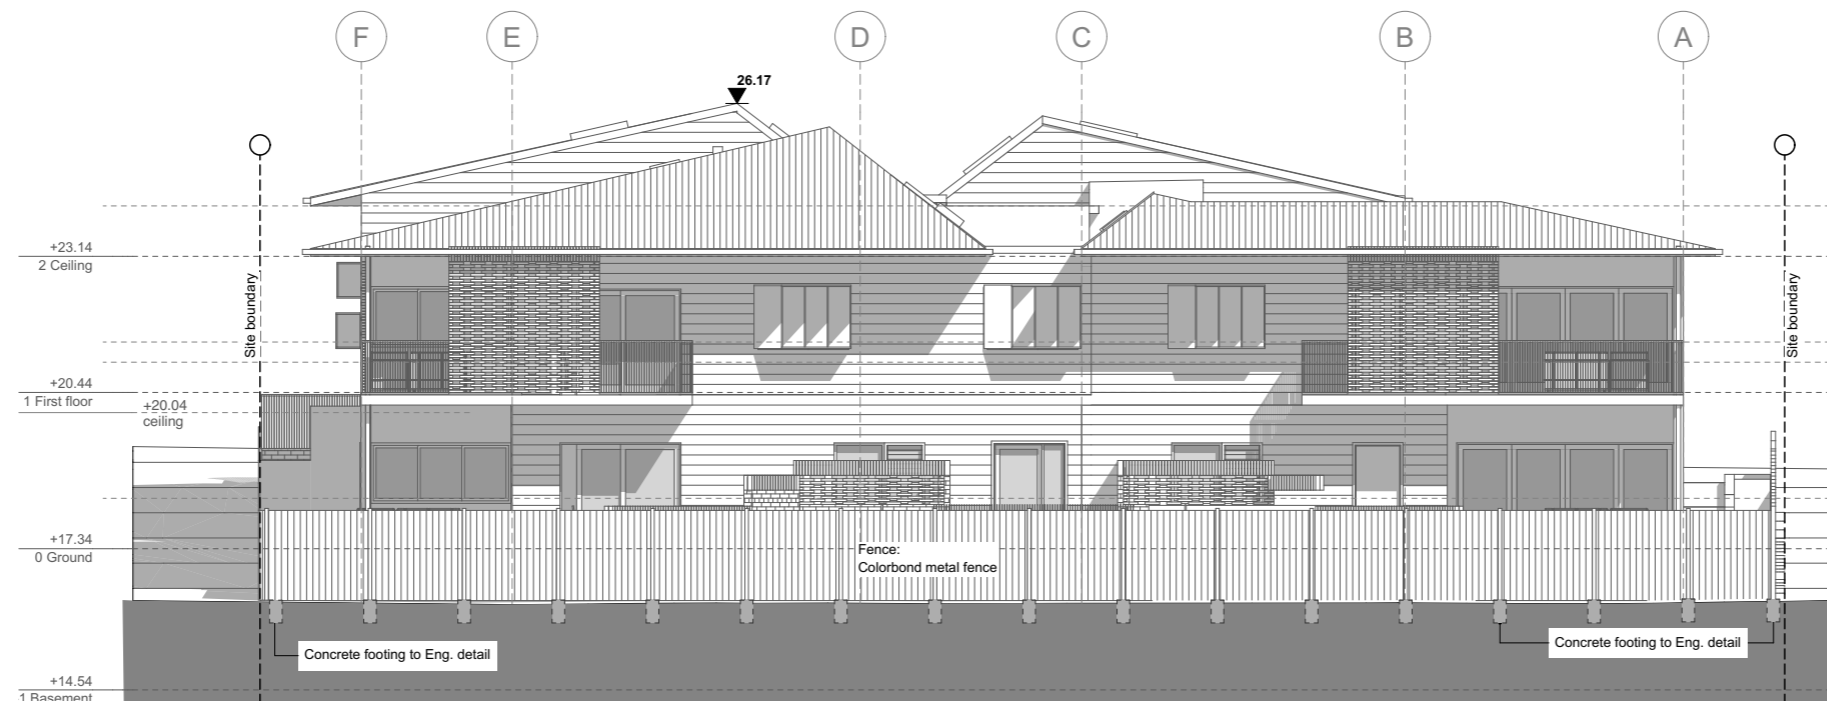 F E D C B A
26.17
+23.14
2 Ceiling
Site boundary
Site boundary
+20.44
1 First floor
+20.04
ceiling
+17.34
0 Ground
Fence:
Colorbond metal fence
Concrete footing to Eng. detail
Concrete footing to Eng. detail
+14.54
1 Basement